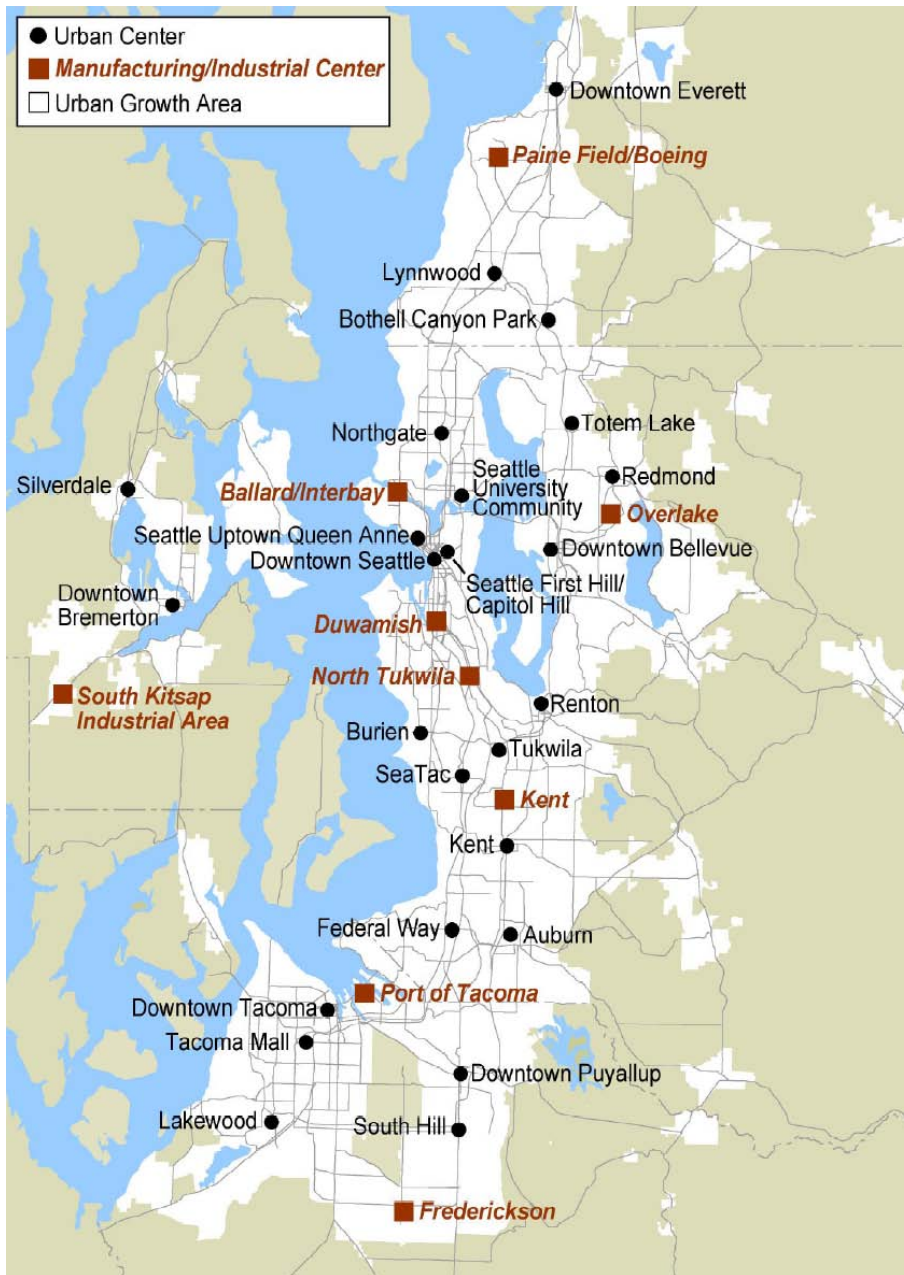 Urban Center
Manufacturing/Industrial Center
Urban Growth Area
Downtown Everett
Paine Field/Boeing
Lynnwood
Bothell Canyon Park
Totem Lake
Northgate
Seattle
University
Community
Redmond
Silverdale
Ballard/Interbay
Overlake
Seattle Uptown Queen Anne
Downtown Bellevue
Downtown Seattle
Seattle First Hill/
Capitol Hill
Downtown
Bremerton
Duwamish
North Tukwila
South Kitsap
Industrial Area
Renton
Burien
Tukwila
SeaTac
Kent
Kent
Federal Way
Auburn
Port of Tacoma
Downtown Tacoma
Tacoma Mall
Downtown Puyallup
Lakewood
South Hill
Frederickson